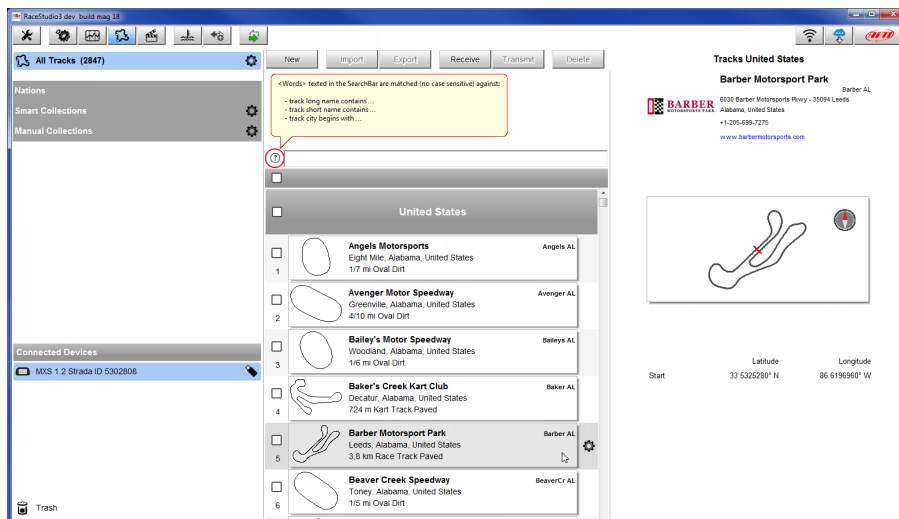 RaceStudio3 dev build mag 18
All Tracks (2847)
Nations
Smart Collections
Manual Collections
Connected Devices
MXS 1.2 Strada ID 5302808
Trash
New Import Export Receive Transmit Delete
<Words> texted in the SearchBar are matched (no case sensitive) against:
- track long name contains...
- track short name contains...
- track city begins with...
?
United States
Angels Motorsports Angels AL
Eight Mile, Alabama, United States
1/7 mi Oval Dirt
1
Avenger Motor Speedway Avenger AL
Greenville, Alabama, United States
4/10 mi Oval Dirt
2
Bailey's Motor Speedway Baileys AL
Woodland, Alabama, United States
1/6 mi Oval Dirt
3
Baker's Creek Kart Club Baker AL
Decatur, Alabama, United States
724 m Kart Track Paved
4
Barber Motorsport Park Barber AL
Leeds, Alabama, United States
3,8 km Race Track Paved
5
Beaver Creek Speedway BeaverCr AL
Toney, Alabama, United States
1/5 mi Oval Dirt
6
AiM
Tracks United States
Barber Motorsport Park
Barber AL
BARBER
MOTORSPORTS PARK
6030 Barber Motorsports Pkwy - 35094 Leeds
Alabama, United States
+1-205-699-7275
www.barbermotorsports.com
Latitude Longitude
Start 33.5325280° N 86.6196960° W